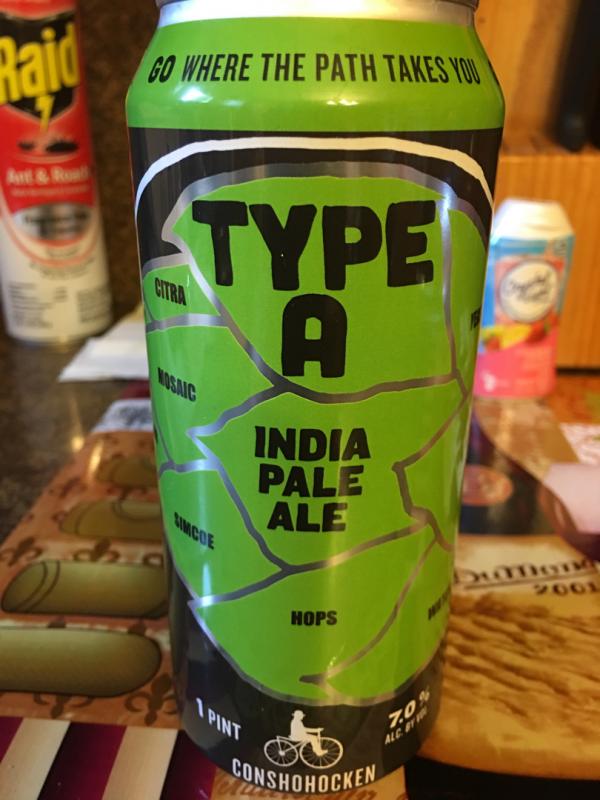 GO WHERE THE PATH TAKES YOU
TYPE
A
CITRA
MOSAIC
INDIA
PALE
ALE
SIMCOE
HOPS
1 PINT
7.0%
ALC. BY VOL
CONSHOHOCKEN
Raid
Ant & Roach
2001